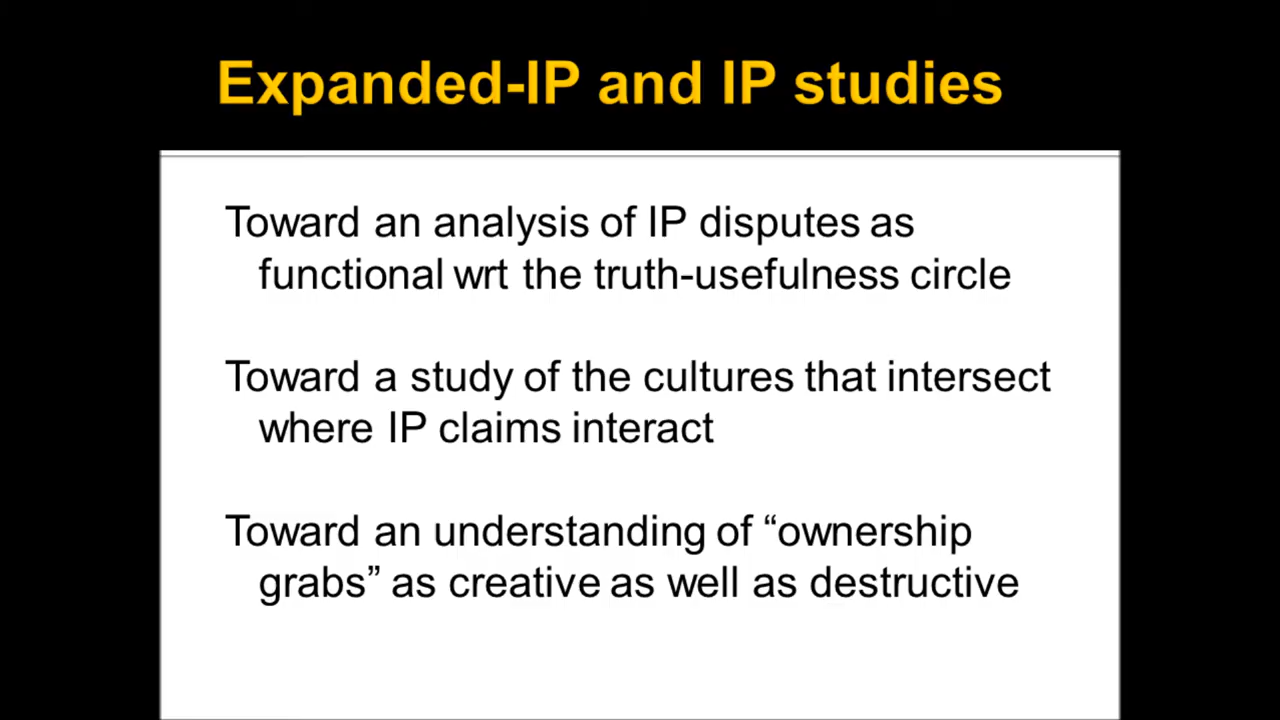 Expanded-IP and IP studies
Toward an analysis of IP disputes as
functional wrt the truth-usefulness circle
Toward a study of the cultures that intersect
where IP claims interact
Toward an understanding of “ownership
grabs” as creative as well as destructive